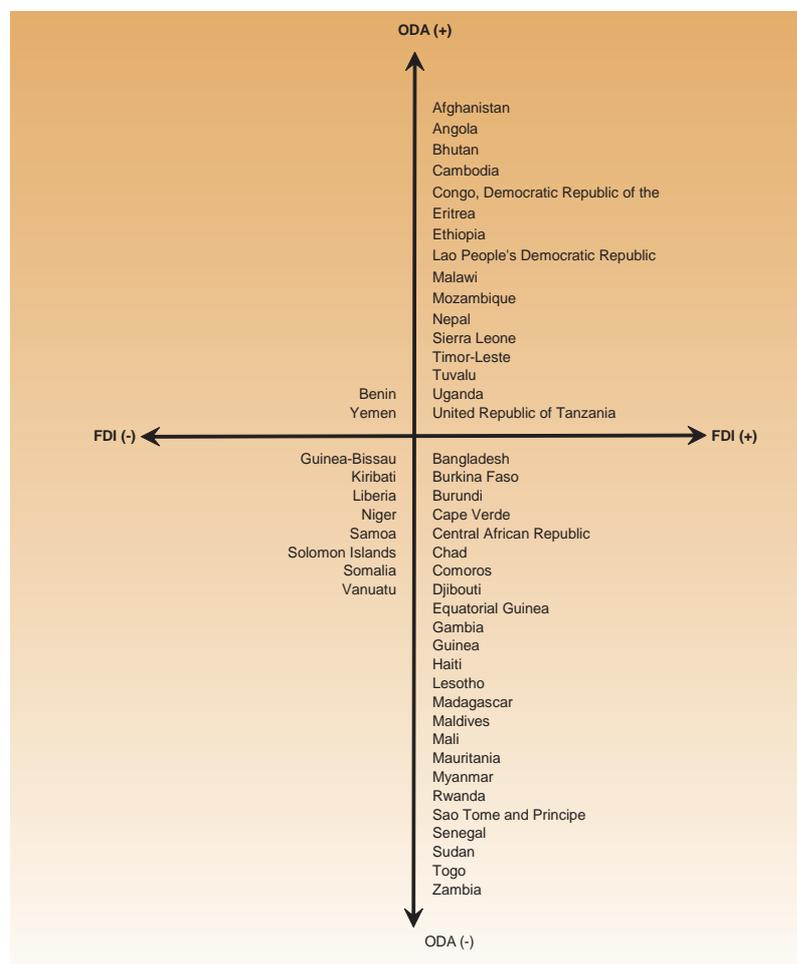 ODA (+)
Afghanistan
Angola
Bhutan
Cambodia
Congo, Democratic Republic of the
Eritrea
Ethiopia
Lao People's Democratic Republic
Malawi
Mozambique
Nepal
Sierra Leone
Timor-Leste
Tuvalu
Benin Uganda
Yemen United Republic of Tanzania
FDI (-) FDI (+)
Guinea-Bissau Bangladesh
Kiribati Burkina Faso
Liberia Burundi
Niger Cape Verde
Samoa Central African Republic
Solomon Islands Chad
Somalia Comoros
Vanuatu Djibouti
Equatorial Guinea
Gambia
Guinea
Haiti
Lesotho
Madagascar
Maldives
Mali
Mauritania
Myanmar
Rwanda
Sao Tome and Principe
Senegal
Sudan
Togo
Zambia
ODA (-)